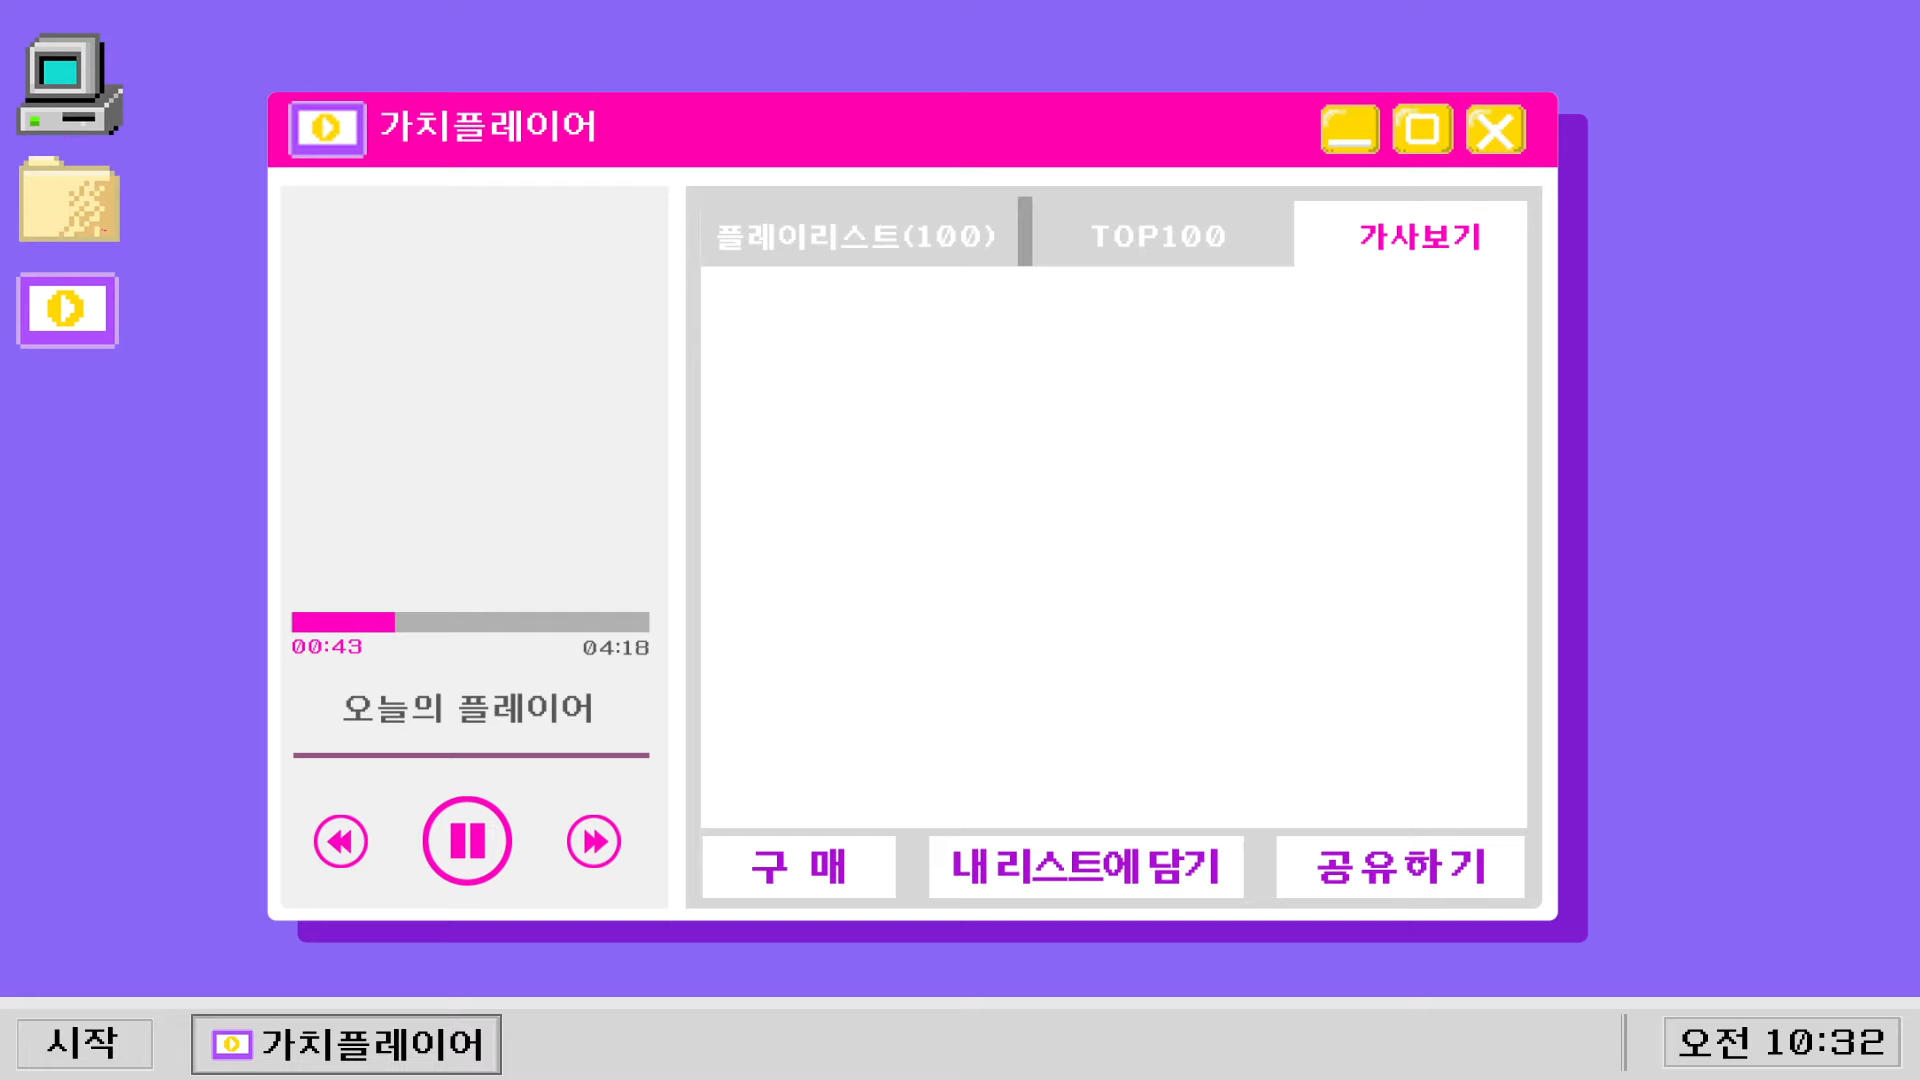 가치플레이어
플레이리스트(100) TOP100 가사보기
00:43 04:18
오늘의 플레이어
구 매 내 리스트에 담기 공유하기
시작 가치플레이어 오전 10:32